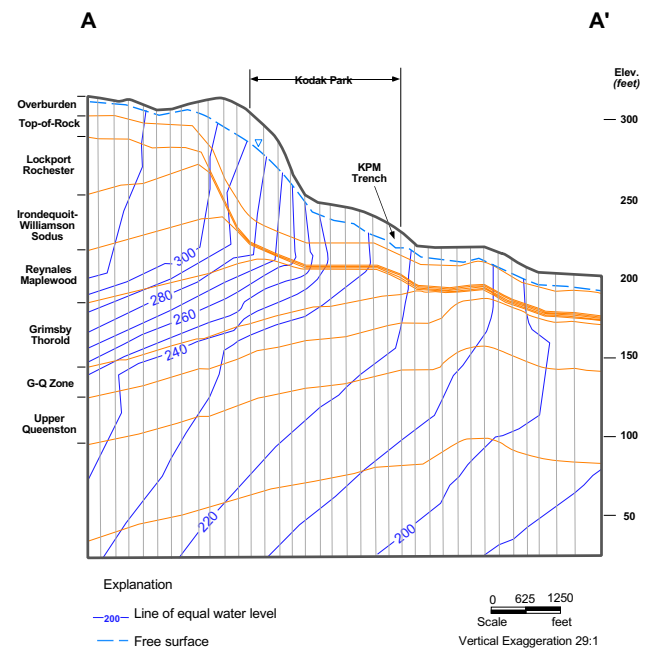 A
A'
Kodak Park
Elev.
(feet)
Overburden
Top-of-Rock
Lockport
Rochester
Irondequoit-
Williamson
Sodus
Reynales
Maplewood
Grimsby
Thorold
G-Q Zone
Upper
Queenston
KPM
Trench
300
280
260
240
220
200
300
250
200
150
100
50
Explanation
200 Line of equal water level
Free surface
0 625 1250
Scale feet
Vertical Exaggeration 29:1